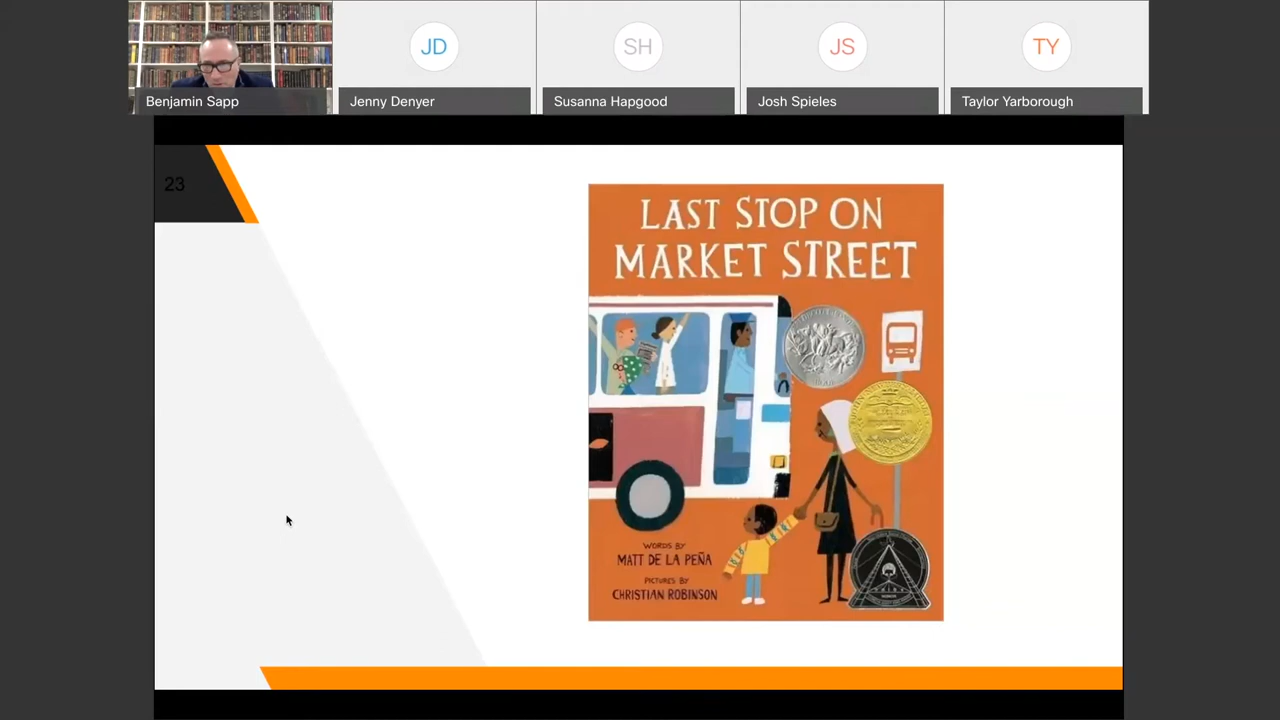 JD
SH
JS
TY
Benjamin Sapp
Jenny Denyer
Susanna Hapgood
Josh Spieles
Taylor Yarborough
23
LAST STOP ON
MARKET STREET
WORDS BY
MATT DE LA PEÑA
PICTURES BY
CHRISTIAN ROBINSON